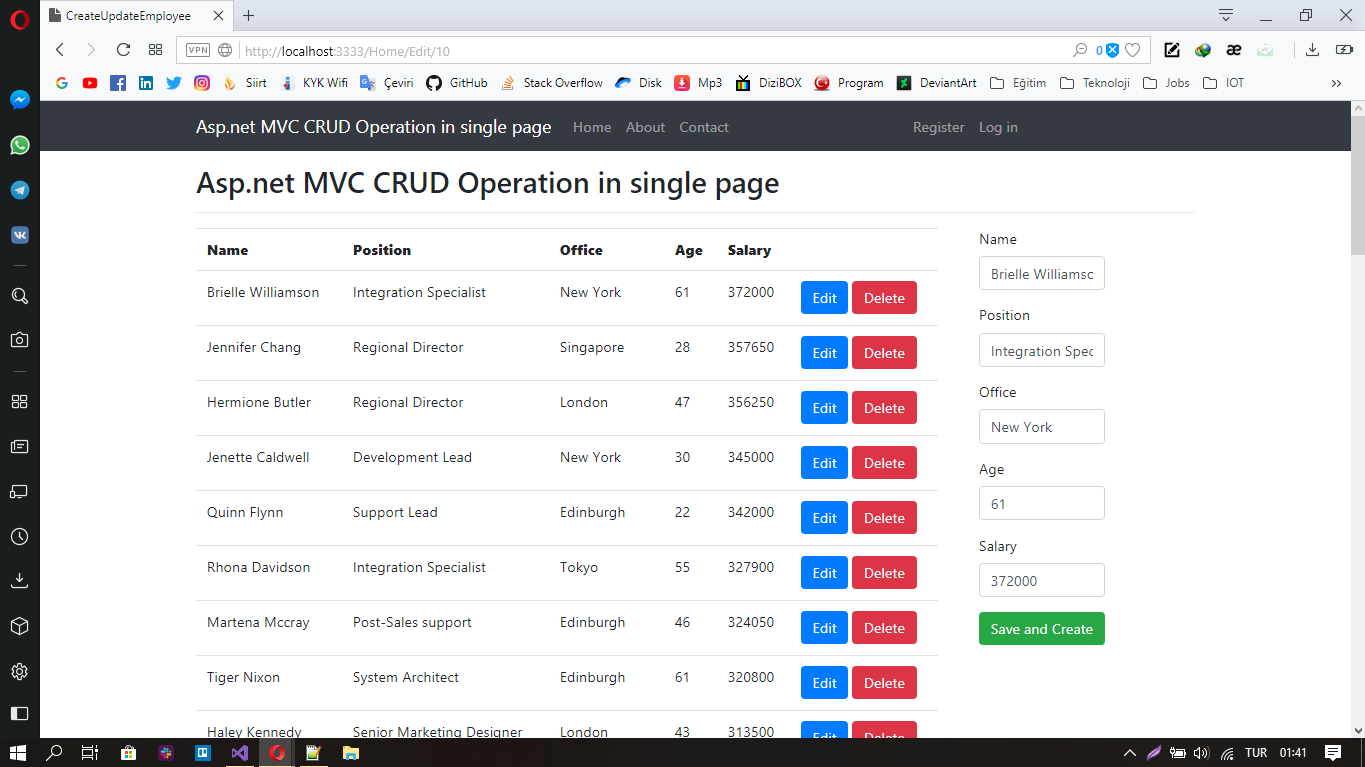 CreateUpdateEmployee
VPN http://localhost:3333/Home/Edit/10 0 æ
G Siirt KYK Wifi Çeviri GitHub Stack Overflow Disk Mp3 DiziBOX Program DeviantArt Eğitim Teknoloji Jobs IOT
Asp.net MVC CRUD Operation in single page Home About Contact Register Log in
Asp.net MVC CRUD Operation in single page
Name Position Office Age Salary
Brielle Williamson Integration Specialist New York 61 372000 Edit Delete
Jennifer Chang Regional Director Singapore 28 357650 Edit Delete
Hermione Butler Regional Director London 47 356250 Edit Delete
Jenette Caldwell Development Lead New York 30 345000 Edit Delete
Quinn Flynn Support Lead Edinburgh 22 342000 Edit Delete
Rhona Davidson Integration Specialist Tokyo 55 327900 Edit Delete
Martena Mccray Post-Sales support Edinburgh 46 324050 Edit Delete
Tiger Nixon System Architect Edinburgh 61 320800 Edit Delete
Haley Kennedy Senior Marketing Designer London 43 313500 Edit Delete
Name
Brielle Williamsc
Position
Integration Spec
Office
New York
Age
61
Salary
372000
Save and Create
TUR 01:41